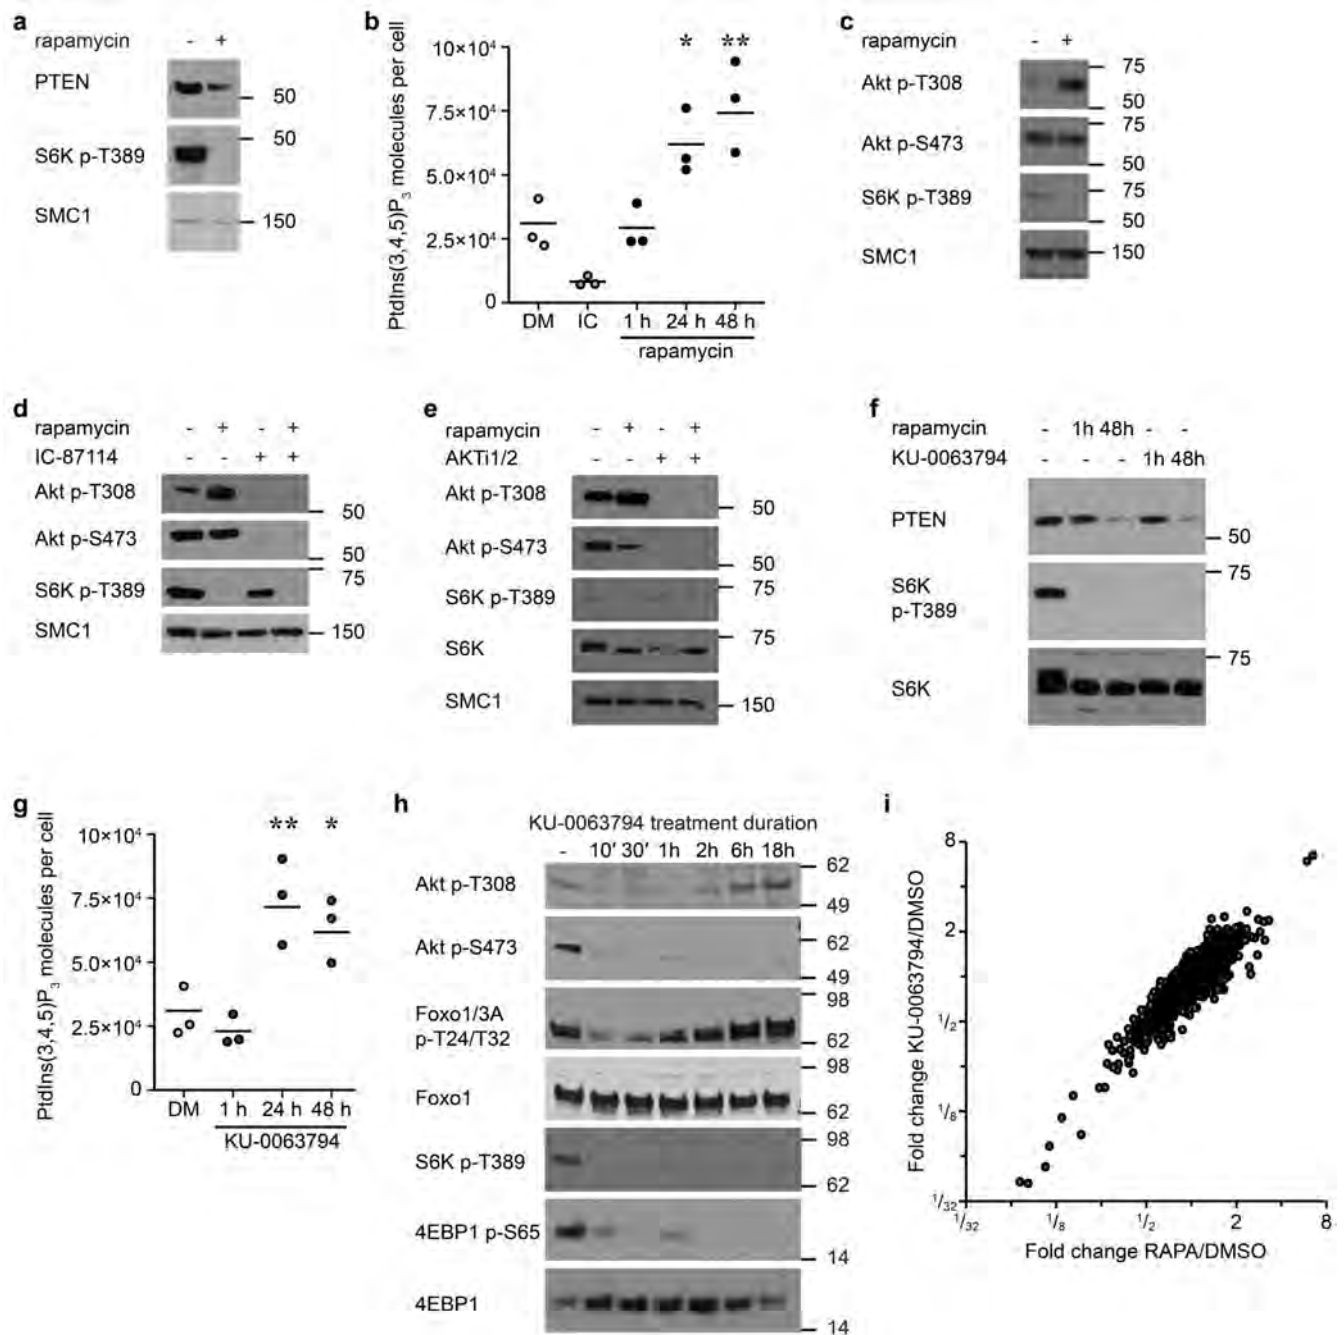 a
rapamycin - +
PTEN
50
50
S6K p-T389
SMC1
150
b
PtdIns(3,4,5)P3 molecules per cell
10×10⁴
7.5×10⁴
5.0×10⁴
2.5×10⁴
0
* **
DM IC 1 h 24 h 48 h
rapamycin
c
rapamycin - +
75
Akt p-T308
50
75
Akt p-S473
50
75
S6K p-T389
50
SMC1
150
d
rapamycin - + - +
IC-87114 - - + +
Akt p-T308
50
Akt p-S473
50
75
S6K p-T389
SMC1
150
e
rapamycin - + - +
AKTi1/2 - - + +
Akt p-T308
50
Akt p-S473
50
75
S6K p-T389
75
S6K
SMC1
150
f
rapamycin - 1h 48h - -
KU-0063794 - - - 1h 48h
PTEN
50
75
S6K
p-T389
75
S6K
g
PtdIns(3,4,5)P3 molecules per cell
10×10⁴
7.5×10⁴
5.0×10⁴
2.5×10⁴
0
** *
DM 1 h 24 h 48 h
KU-0063794
h
KU-0063794 treatment duration
- 10′ 30′ 1h 2h 6h 18h
62
Akt p-T308
49
Akt p-S473
62
49
98
Foxo1/3A
p-T24/T32
62
98
Foxo1
62
98
S6K p-T389
62
4EBP1 p-S65
14
4EBP1
14
i
Fold change KU-0063794/DMSO
8
2
1/2
1/8
1/32
1/32 1/8 1/2 2 8
Fold change RAPA/DMSO